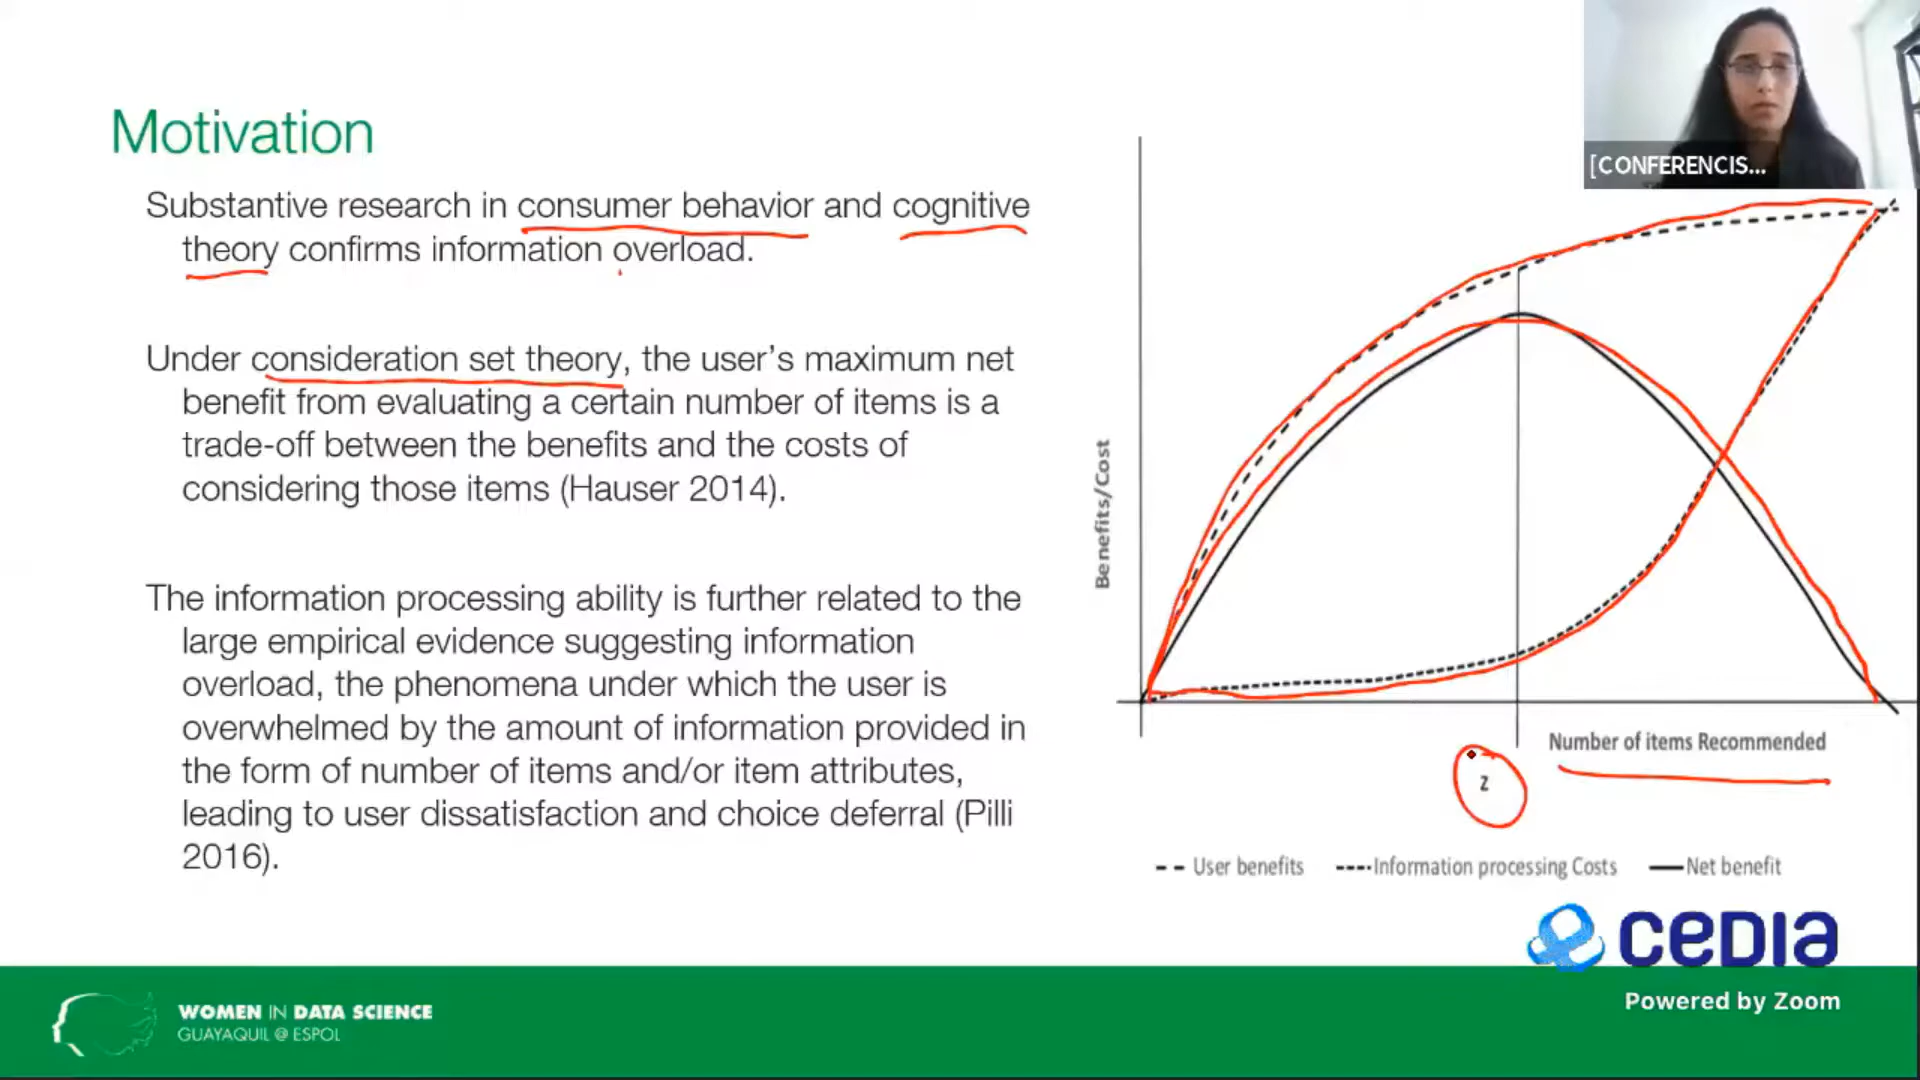 [CONFERENCIS...
Motivation
Substantive research in consumer behavior and cognitive
theory confirms information overload.
Under consideration set theory, the user’s maximum net
benefit from evaluating a certain number of items is a
trade-off between the benefits and the costs of
considering those items (Hauser 2014).
The information processing ability is further related to the
large empirical evidence suggesting information
overload, the phenomena under which the user is
overwhelmed by the amount of information provided in
the form of number of items and/or item attributes,
leading to user dissatisfaction and choice deferral (Pilli
2016).
Benefits/Cost
Number of items Recommended
z
User benefits
Information processing Costs
Net benefit
CEDIA
Powered by Zoom
WOMEN IN DATA SCIENCE
GUAYAQUIL @ ESPOL